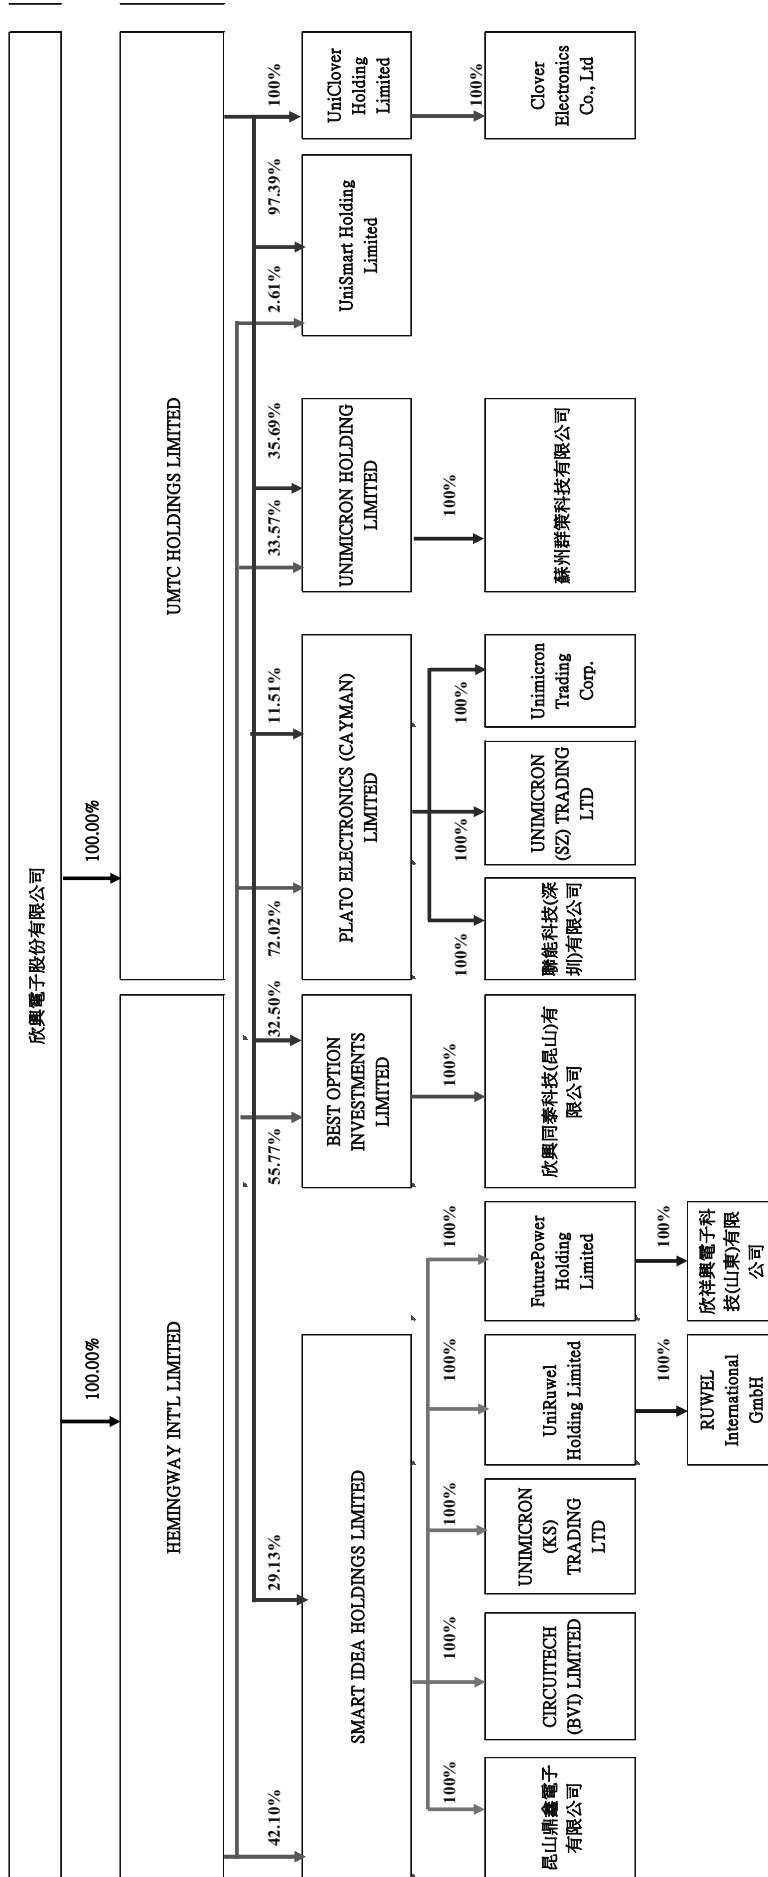 欣興電子股份有限公司
100.00%
100.00%
HEMINGWAY INT'L LIMITED
UMTC HOLDINGS LIMITED
42.10%
29.13%
55.77%
32.50%
72.02%
11.51%
33.57%
35.69%
2.61%
97.39%
100%
SMART IDEA HOLDINGS LIMITED
BEST OPTION
INVESTMENTS
LIMITED
PLATO ELECTRONICS (CAYMAN)
LIMITED
UNIMICRON HOLDING
LIMITED
UniSmart Holding
Limited
UniClover
Holding
Limited
100%
100%
100%
100%
100%
100%
100%
100%
100%
100%
100%
昆山鼎鑫電子
有限公司
CIRCUITECH
(BVI) LIMITED
UNIMICRON
(KS)
TRADING
LTD
UniRuwel
Holding Limited
FuturePower
Holding
Limited
欣興同泰科技(昆山)有
限公司
聯能科技(深
圳)有限公司
UNIMICRON
(SZ) TRADING
LTD
Unimicron
Trading
Corp.
蘇州群策科技有限公司
Clover
Electronics
Co., Ltd
100%
100%
RUWEL
International
GmbH
欣祥興電子科
技(山東)有限
公司